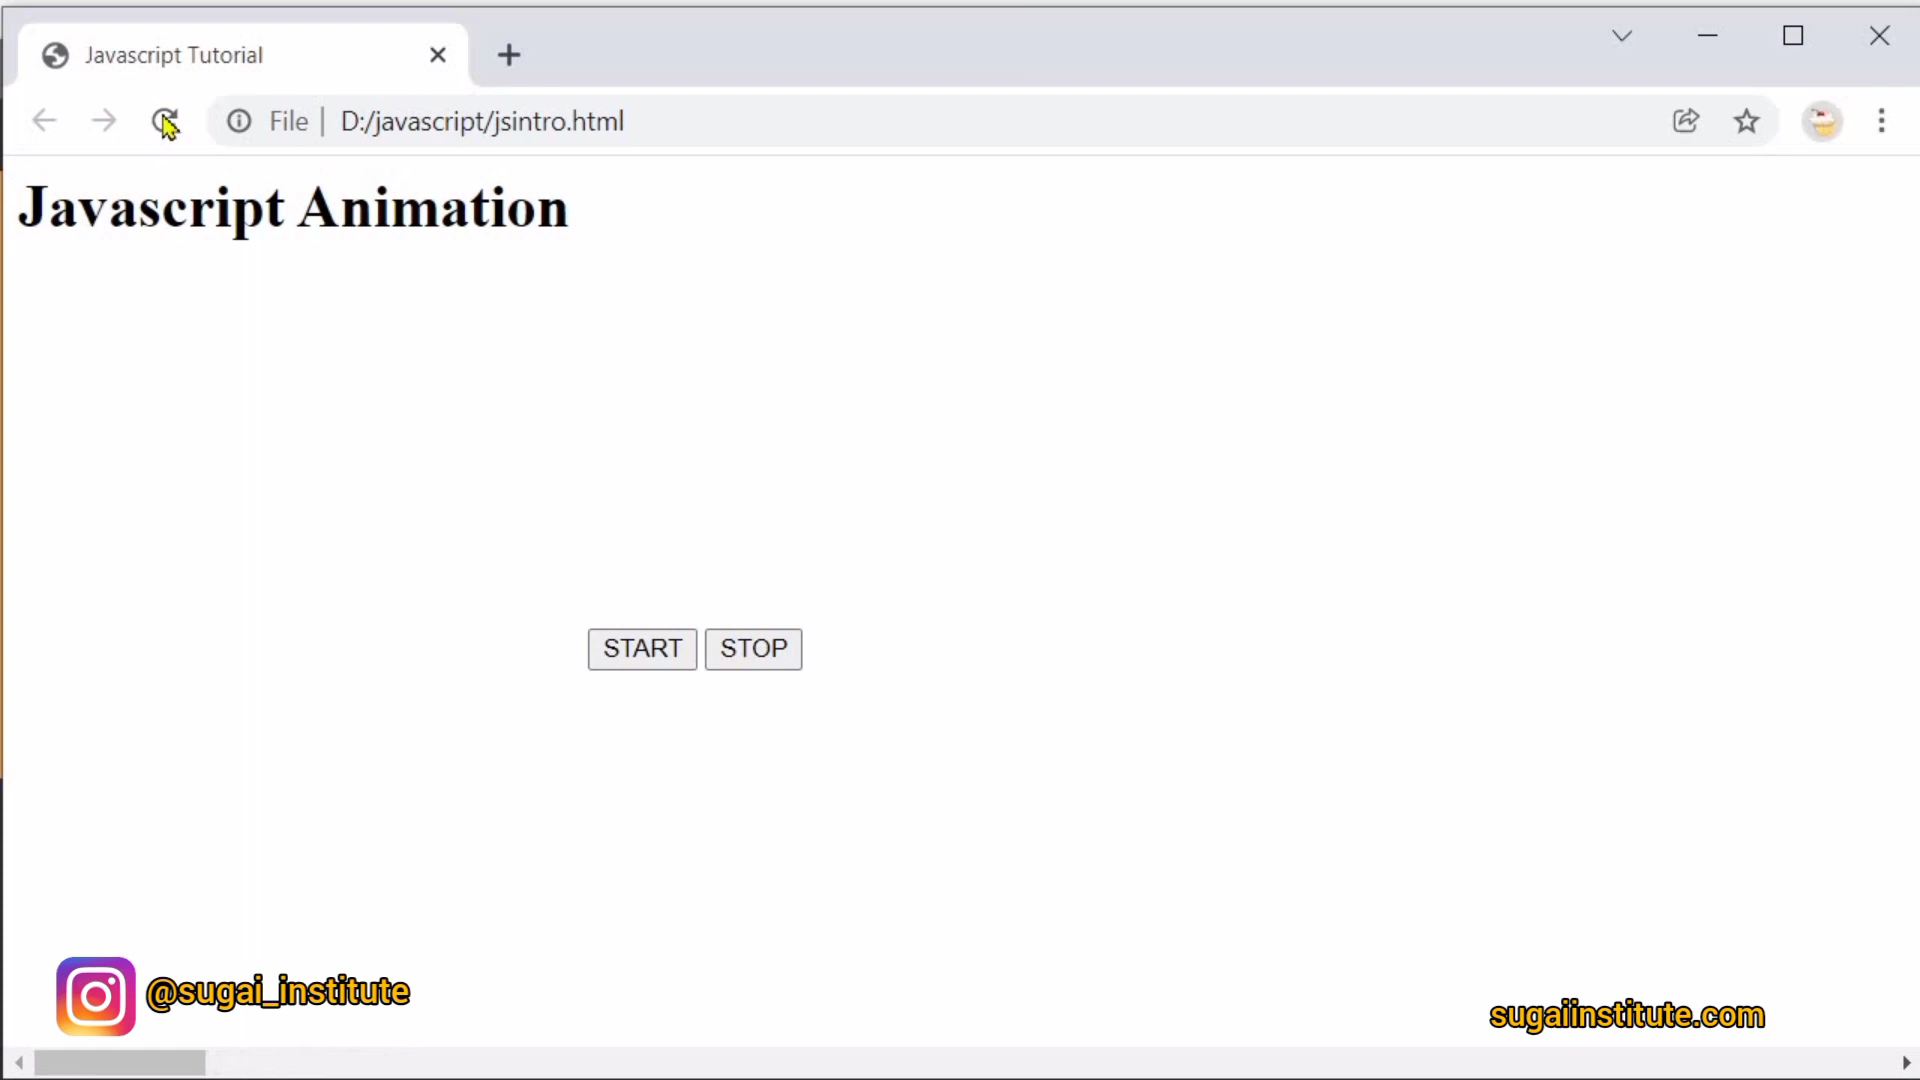 Javascript Tutorial
File | D:/javascript/jsintro.html
Javascript Animation
START STOP
@sugai_institute
sugaiinstitute.com